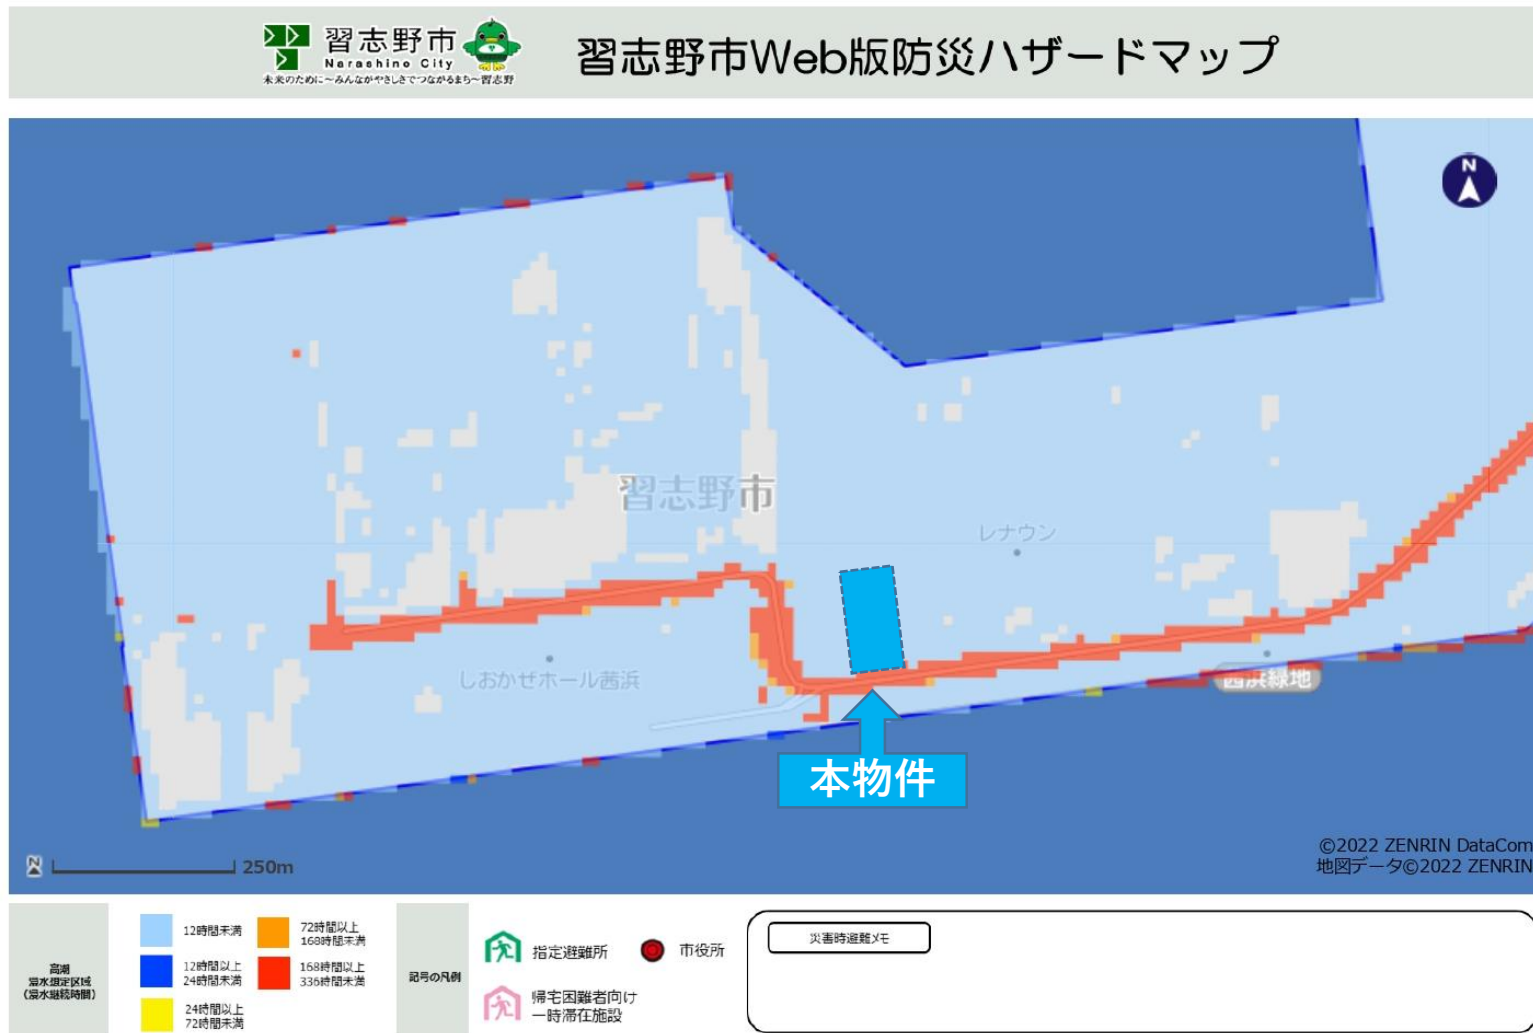 習志野市
Narashino City
未来のために～みんながやさしさでつながるまち～習志野
習志野市Web版防災ハザードマップ
N
習志野市
レナウン
しおかぜホール茜浜
茜浜緑地
本物件
N
250m
©2022 ZENRIN DataCom
地図データ©2022 ZENRIN
高潮
浸水想定区域
（浸水継続時間）
12時間未満
12時間以上
24時間未満
24時間以上
72時間未満
72時間以上
168時間未満
168時間以上
336時間未満
記号の凡例
指定避難所
市役所
帰宅困難者向け
一時滞在施設
災害時避難メモ